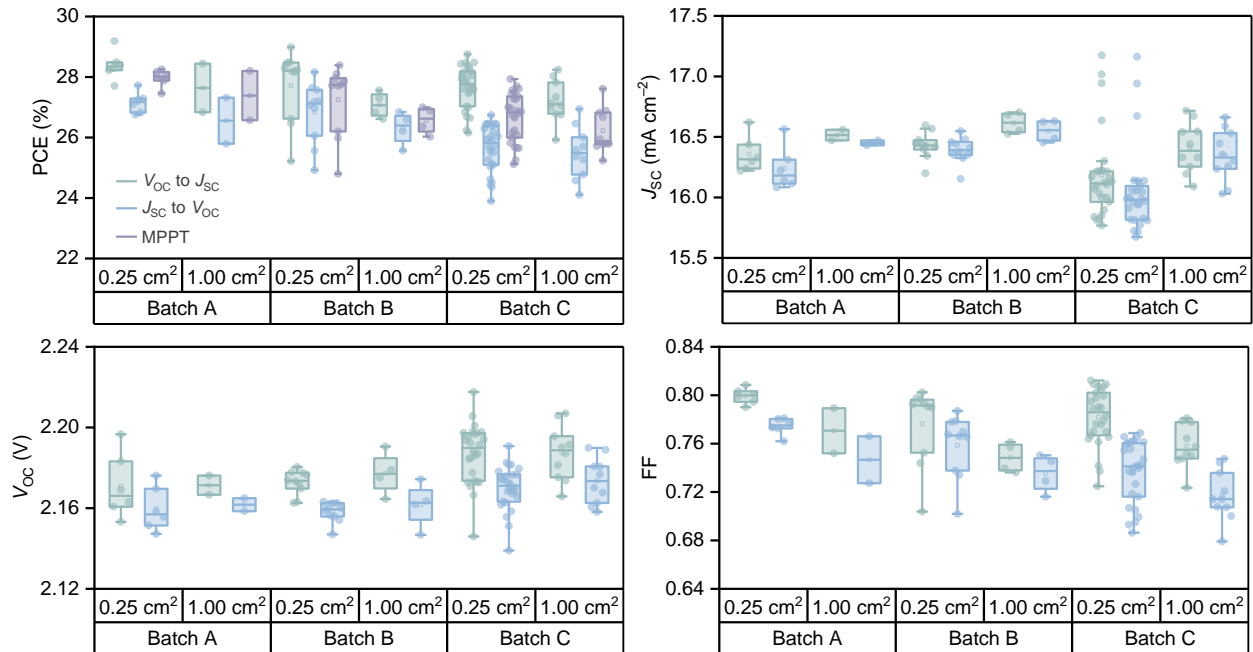 30
28
26
24
22
PCE (%)
V_OC to J_SC
J_SC to V_OC
MPPT
0.25 cm² 1.00 cm² 0.25 cm² 1.00 cm² 0.25 cm² 1.00 cm²
Batch A Batch B Batch C
17.5
17.0
16.5
16.0
15.5
J_SC (mA cm⁻²)
0.25 cm² 1.00 cm² 0.25 cm² 1.00 cm² 0.25 cm² 1.00 cm²
Batch A Batch B Batch C
2.24
2.20
2.16
2.12
V_OC (V)
0.25 cm² 1.00 cm² 0.25 cm² 1.00 cm² 0.25 cm² 1.00 cm²
Batch A Batch B Batch C
0.84
0.80
0.76
0.72
0.68
0.64
FF
0.25 cm² 1.00 cm² 0.25 cm² 1.00 cm² 0.25 cm² 1.00 cm²
Batch A Batch B Batch C